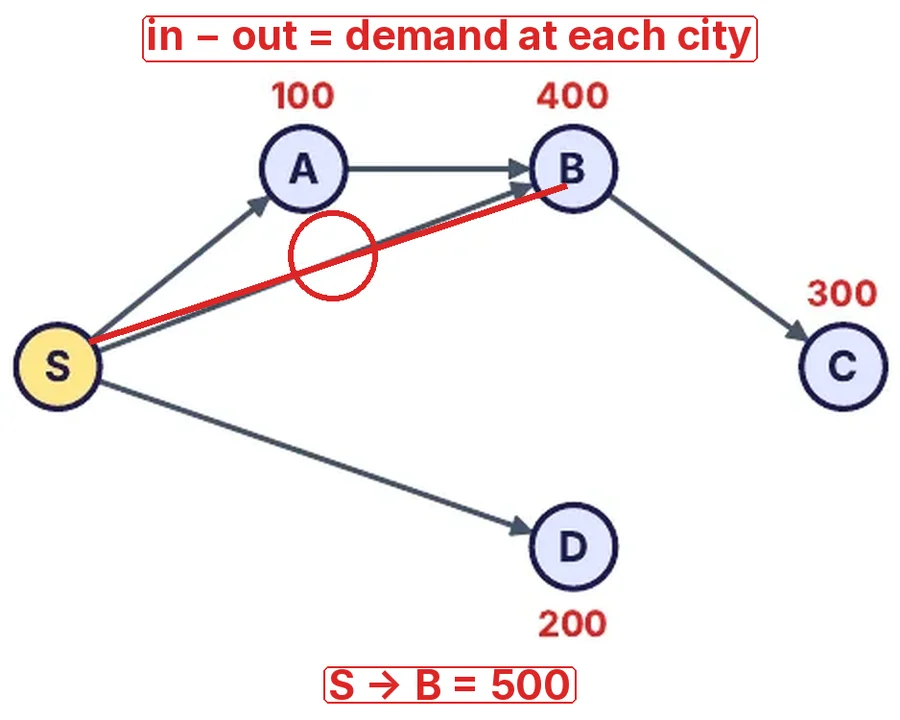 in − out = demand at each city
100
400
A
B
300
S
C
D
200
S → B = 500